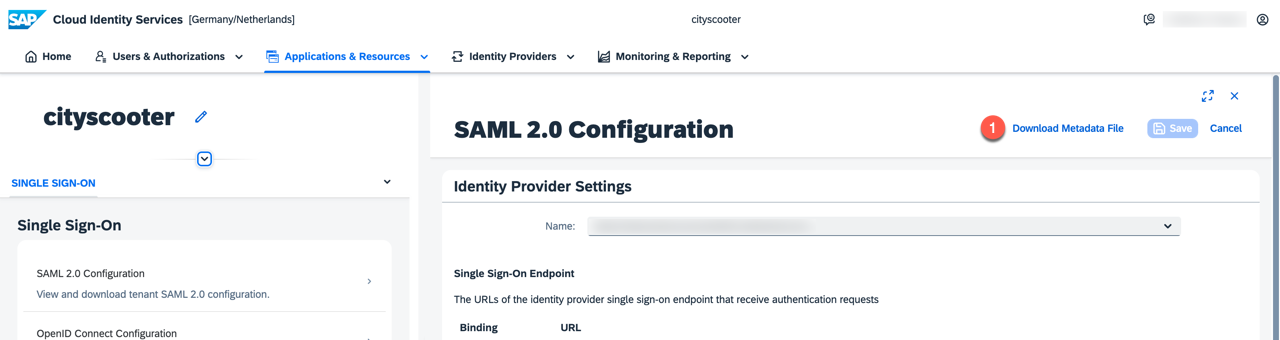 SAP Cloud Identity Services [Germany/Netherlands] cityscooter
Home Users & Authorizations Applications & Resources Identity Providers Monitoring & Reporting
cityscooter
SINGLE SIGN-ON
Single Sign-On
SAML 2.0 Configuration
View and download tenant SAML 2.0 configuration.
OpenID Connect Configuration
SAML 2.0 Configuration
1 Download Metadata File Save Cancel
Identity Provider Settings
Name:
Single Sign-On Endpoint
The URLs of the identity provider single sign-on endpoint that receive authentication requests
Binding URL